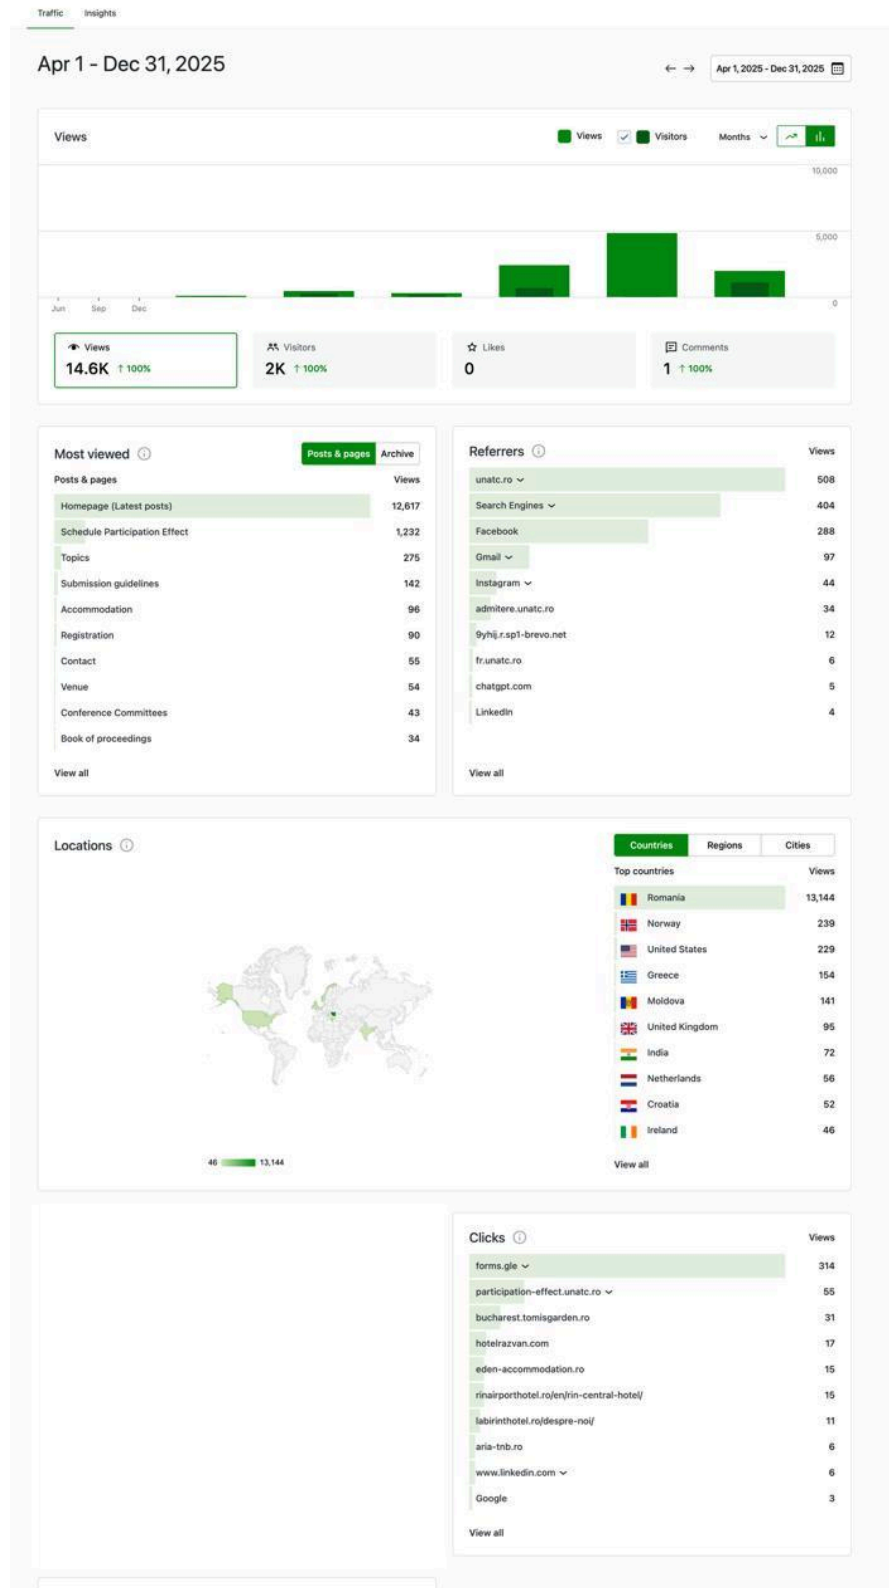 Traffic Insights
Apr 1 - Dec 31, 2025
← → Apr 1, 2025 - Dec 31, 2025
Views
Views Visitors Months
10,000
5,000
0
Jun Sep Dec
Views
14.6K ↑ 100%
Visitors
2K ↑ 100%
Likes
0
Comments
1 ↑ 100%
Most viewed
Posts & pages Archive
Posts & pages Views
Homepage (Latest posts) 12,617
Schedule Participation Effect 1,232
Topics 275
Submission guidelines 142
Accommodation 96
Registration 90
Contact 55
Venue 54
Conference Committees 43
Book of proceedings 34
View all
Referrers Views
unatc.ro 508
Search Engines 404
Facebook 288
Gmail 97
Instagram 44
admitere.unatc.ro 34
9yhij.r.sp1-brevo.net 12
fr.unatc.ro 6
chatgpt.com 5
LinkedIn 4
View all
Locations
Countries Regions Cities
Top countries Views
Romania 13,144
Norway 239
United States 229
Greece 154
Moldova 141
United Kingdom 95
India 72
Netherlands 56
Croatia 52
Ireland 46
46 13,144
View all
Clicks Views
forms.gle 314
participation-effect.unatc.ro 55
bucharest.tomisgarden.ro 31
hotelrazvan.com 17
eden-accommodation.ro 15
rinairporthotel.ro/en/rin-central-hotel/ 15
labirinthotel.ro/despre-noi/ 11
aria-tnb.ro 6
www.linkedin.com 6
Google 3
View all